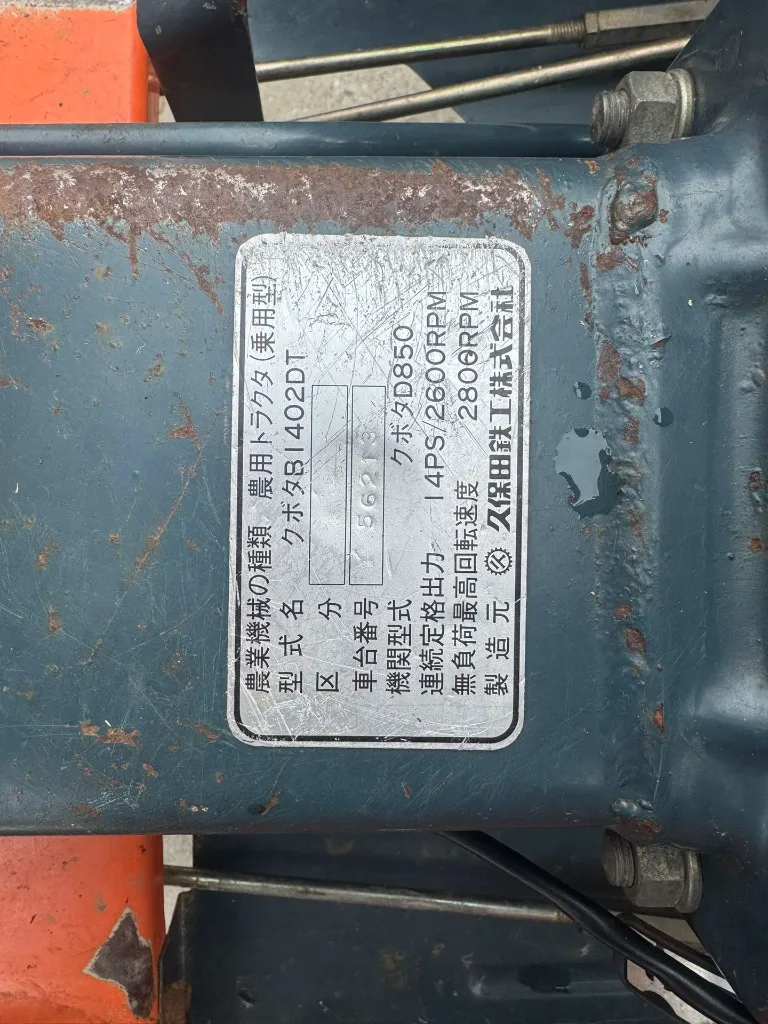 農業機械の種類 農用トラクタ(乗用型)
型式名 クボタB1402DT
区分
車台番号 56213
機関型式 クボタD850
連続定格出力 14PS/2600RPM
無負荷最高回転速度 2800RPM
製造元 久保田鉄工株式会社